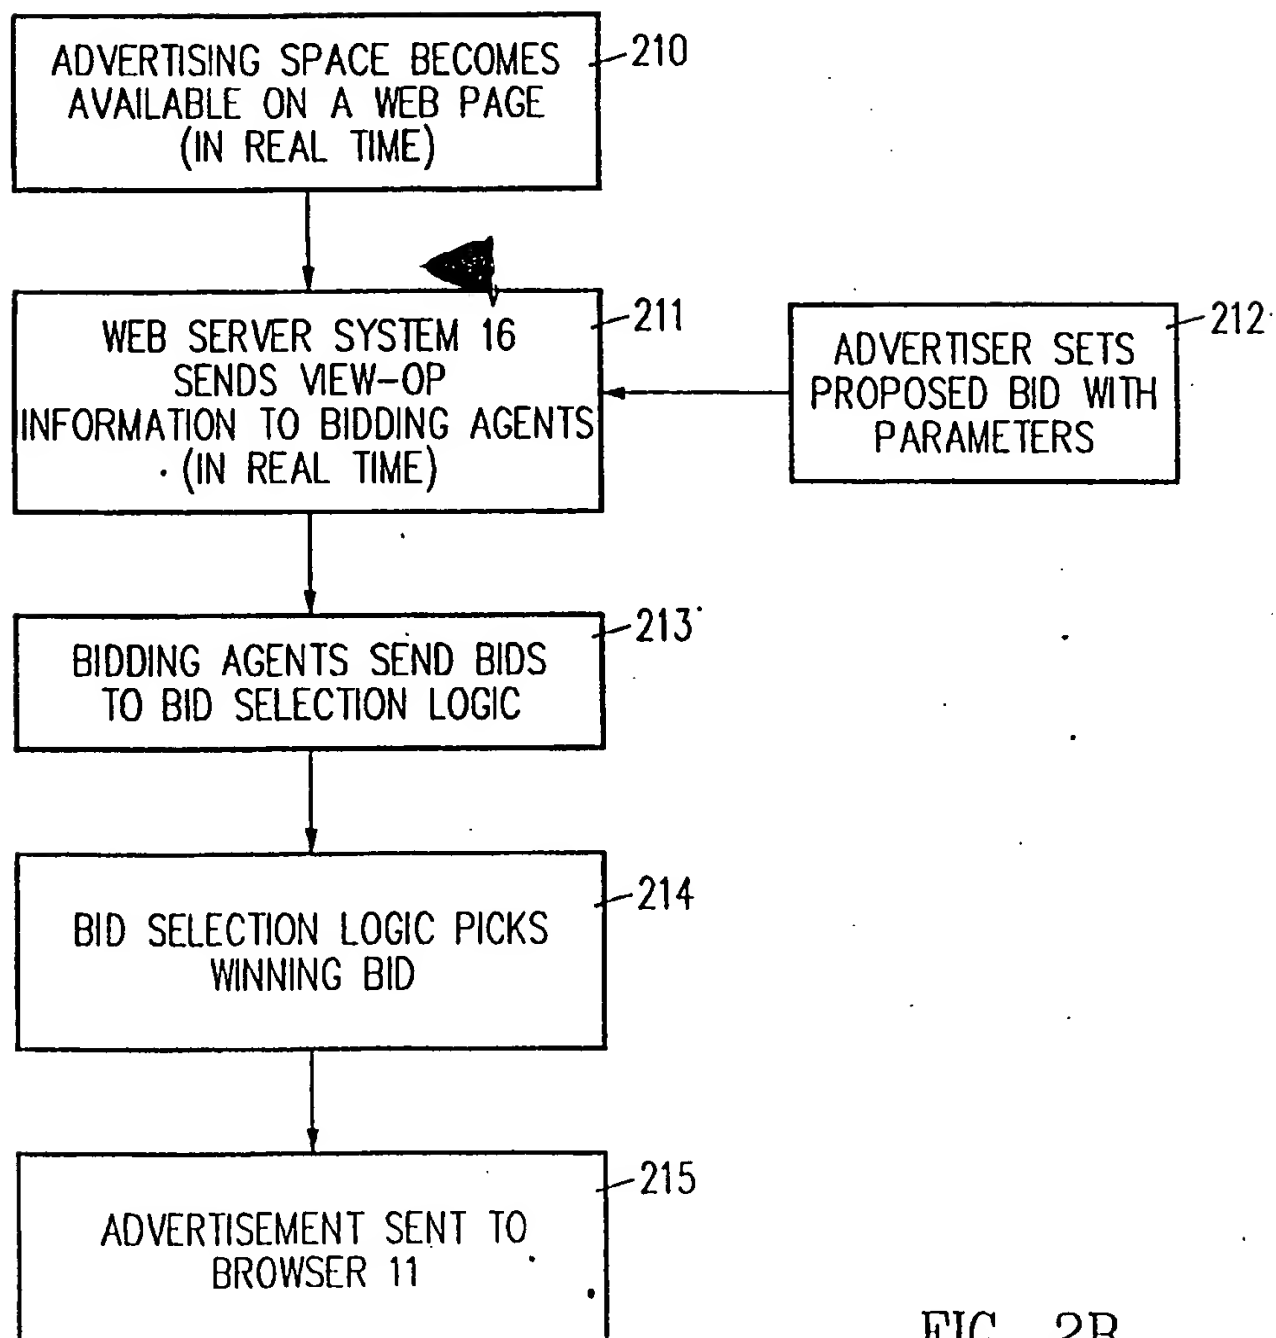 ADVERTISING SPACE BECOMES
AVAILABLE ON A WEB PAGE
(IN REAL TIME)
210
WEB SERVER SYSTEM 16
SENDS VIEW-OP
INFORMATION TO BIDDING AGENTS
(IN REAL TIME)
211
ADVERTISER SETS
PROPOSED BID WITH
PARAMETERS
212
BIDDING AGENTS SEND BIDS
TO BID SELECTION LOGIC
213
BID SELECTION LOGIC PICKS
WINNING BID
214
ADVERTISEMENT SENT TO
BROWSER 11
215
FIG. 2B